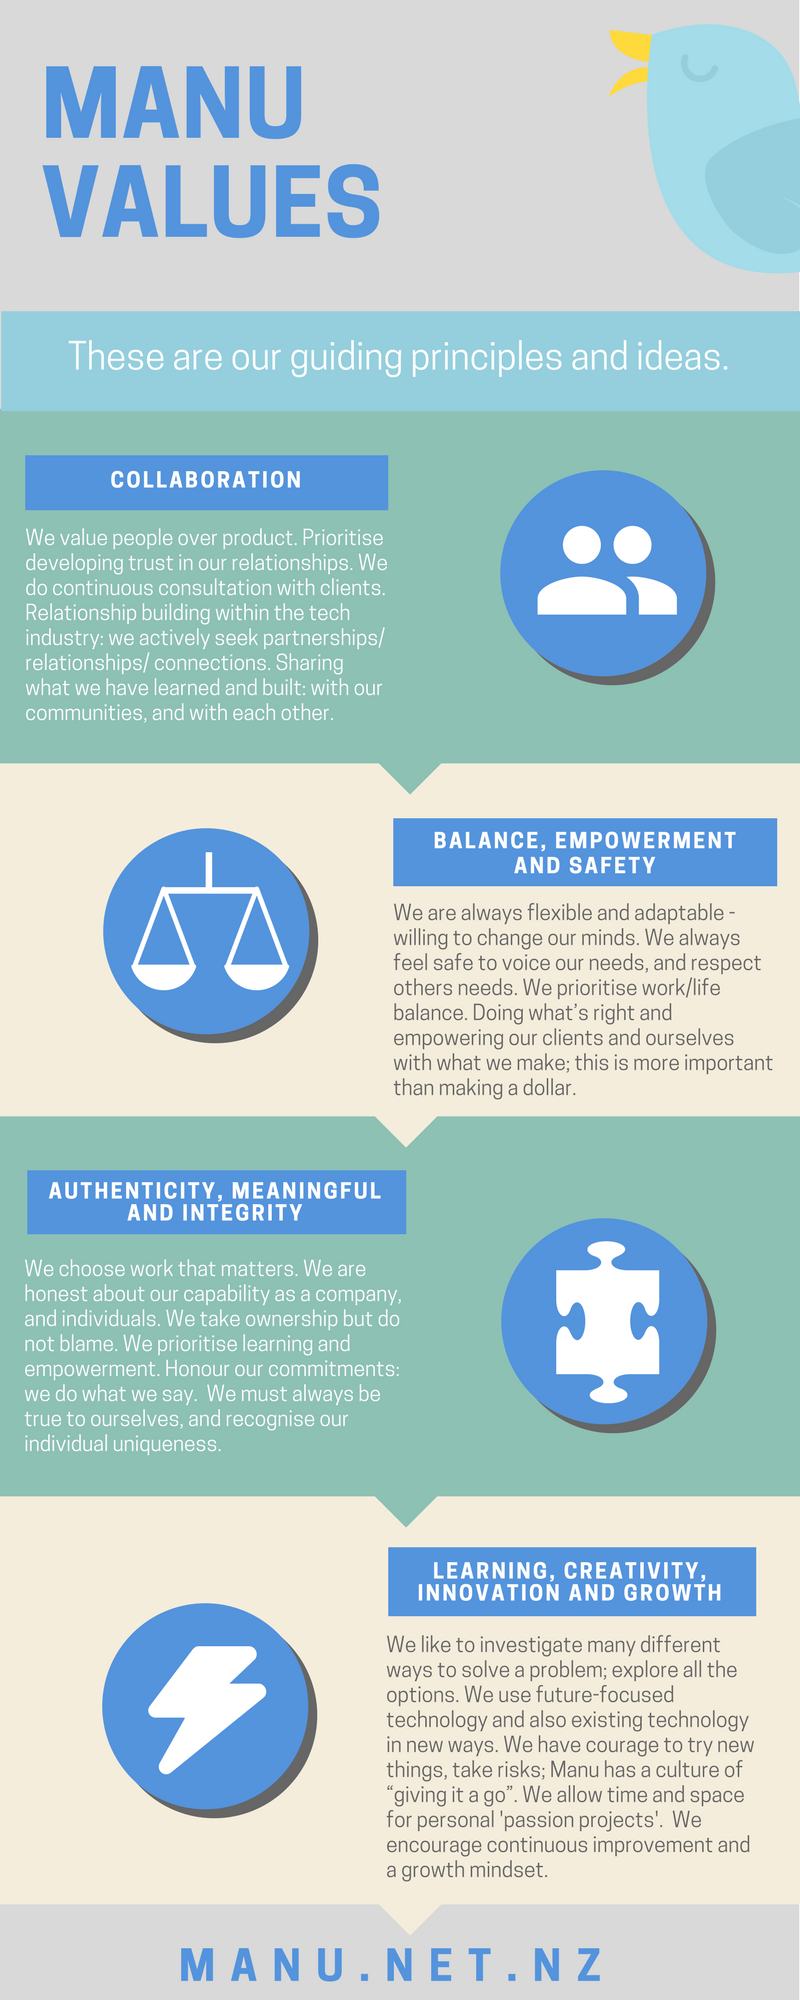 MANU
VALUES
These are our guiding principles and ideas.
COLLABORATION
We value people over product. Prioritise
developing trust in our relationships. We
do continuous consultation with clients.
Relationship building within the tech
industry: we actively seek partnerships/
relationships/ connections. Sharing
what we have learned and built: with our
communities, and with each other.
BALANCE, EMPOWERMENT
AND SAFETY
We are always flexible and adaptable -
willing to change our minds. We always
feel safe to voice our needs, and respect
others needs. We prioritise work/life
balance. Doing what’s right and
empowering our clients and ourselves
with what we make; this is more important
than making a dollar.
AUTHENTICITY, MEANINGFUL
AND INTEGRITY
We choose work that matters. We are
honest about our capability as a company,
and individuals. We take ownership but do
not blame. We prioritise learning and
empowerment. Honour our commitments:
we do what we say.  We must always be
true to ourselves, and recognise our
individual uniqueness.
LEARNING, CREATIVITY,
INNOVATION AND GROWTH
We like to investigate many different
ways to solve a problem; explore all the
options. We use future-focused
technology and also existing technology
in new ways. We have courage to try new
things, take risks; Manu has a culture of
“giving it a go”. We allow time and space
for personal 'passion projects'.  We
encourage continuous improvement and
a growth mindset.
MANU.NET.NZ